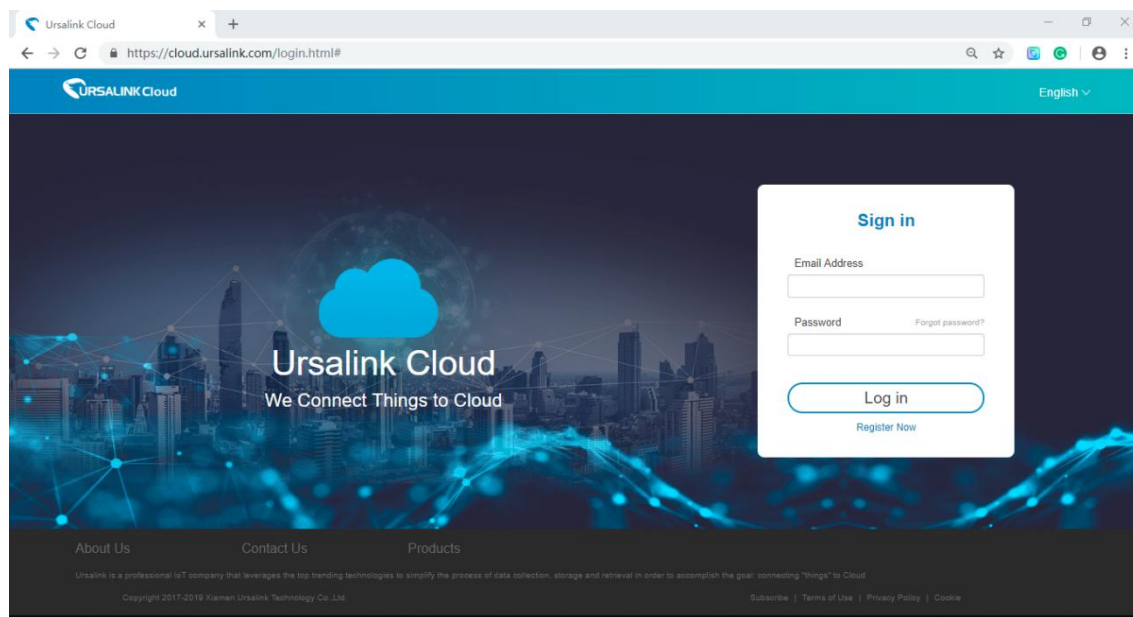 Ursalink Cloud
https://cloud.ursalink.com/login.html#
URSALINK Cloud
English
Sign in
Email Address
Password
Forgot password?
Log in
Register Now
Ursalink Cloud
We Connect Things to Cloud
About Us
Contact Us
Products
Ursalink is a professional IoT company that leverages the top trending technologies to simplify the process of data collection, storage and retrieval in order to accomplish the goal: connecting "things" to Cloud
Copyright 2017-2019 Xiamen Ursalink Technology Co.,Ltd.
Subscribe | Terms of Use | Privacy Policy | Cookie